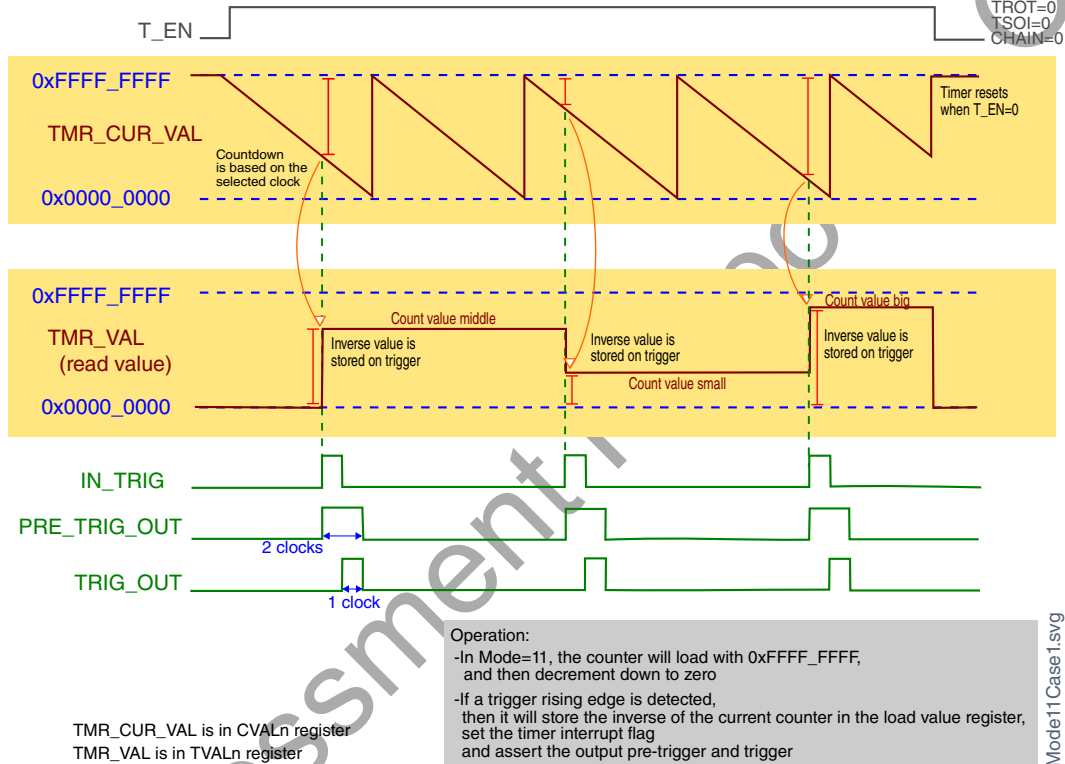 TROT=0
TSOI=0
CHAIN=0
T_EN
0xFFFF_FFFF
TMR_CUR_VAL
Countdown
is based on the
selected clock
0x0000_0000
Timer resets
when T_EN=0
0xFFFF_FFFF
TMR_VAL
(read value)
0x0000_0000
Count value middle
Inverse value is
stored on trigger
Inverse value is
stored on trigger
Count value small
Count value big
Inverse value is
stored on trigger
IN_TRIG
PRE_TRIG_OUT
2 clocks
TRIG_OUT
1 clock
Operation:
-In Mode=11, the counter will load with 0xFFFF_FFFF,
and then decrement down to zero
-If a trigger rising edge is detected,
then it will store the inverse of the current counter in the load value register,
set the timer interrupt flag
and assert the output pre-trigger and trigger
TMR_CUR_VAL is in CVALn register
TMR_VAL is in TVALn register
Mode11Case1.svg